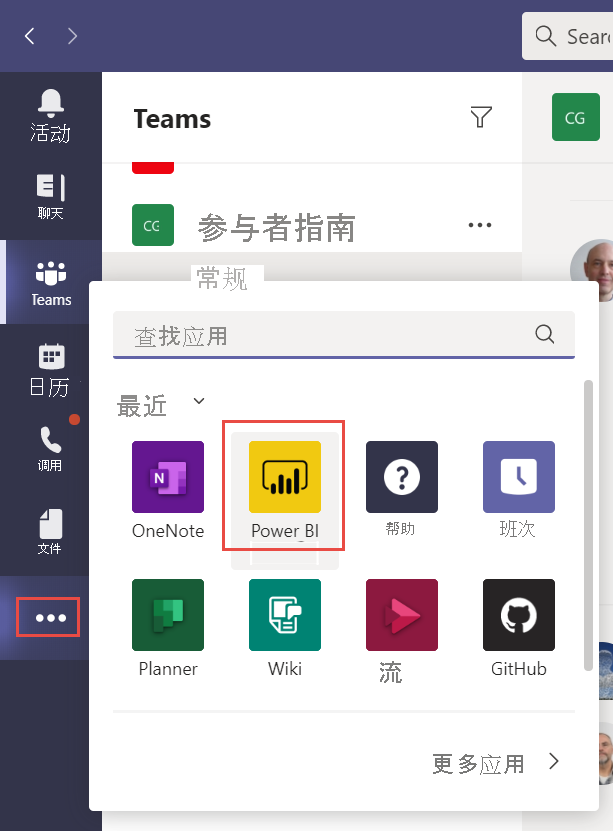 Sear
活动
聊天
Teams
日历
调用
文件
Teams
CG
CG
参与者指南
常规
查找应用
最近
N
OneNote
Power BI
?
帮助
班次
Planner
Wiki
流
GitHub
更多应用